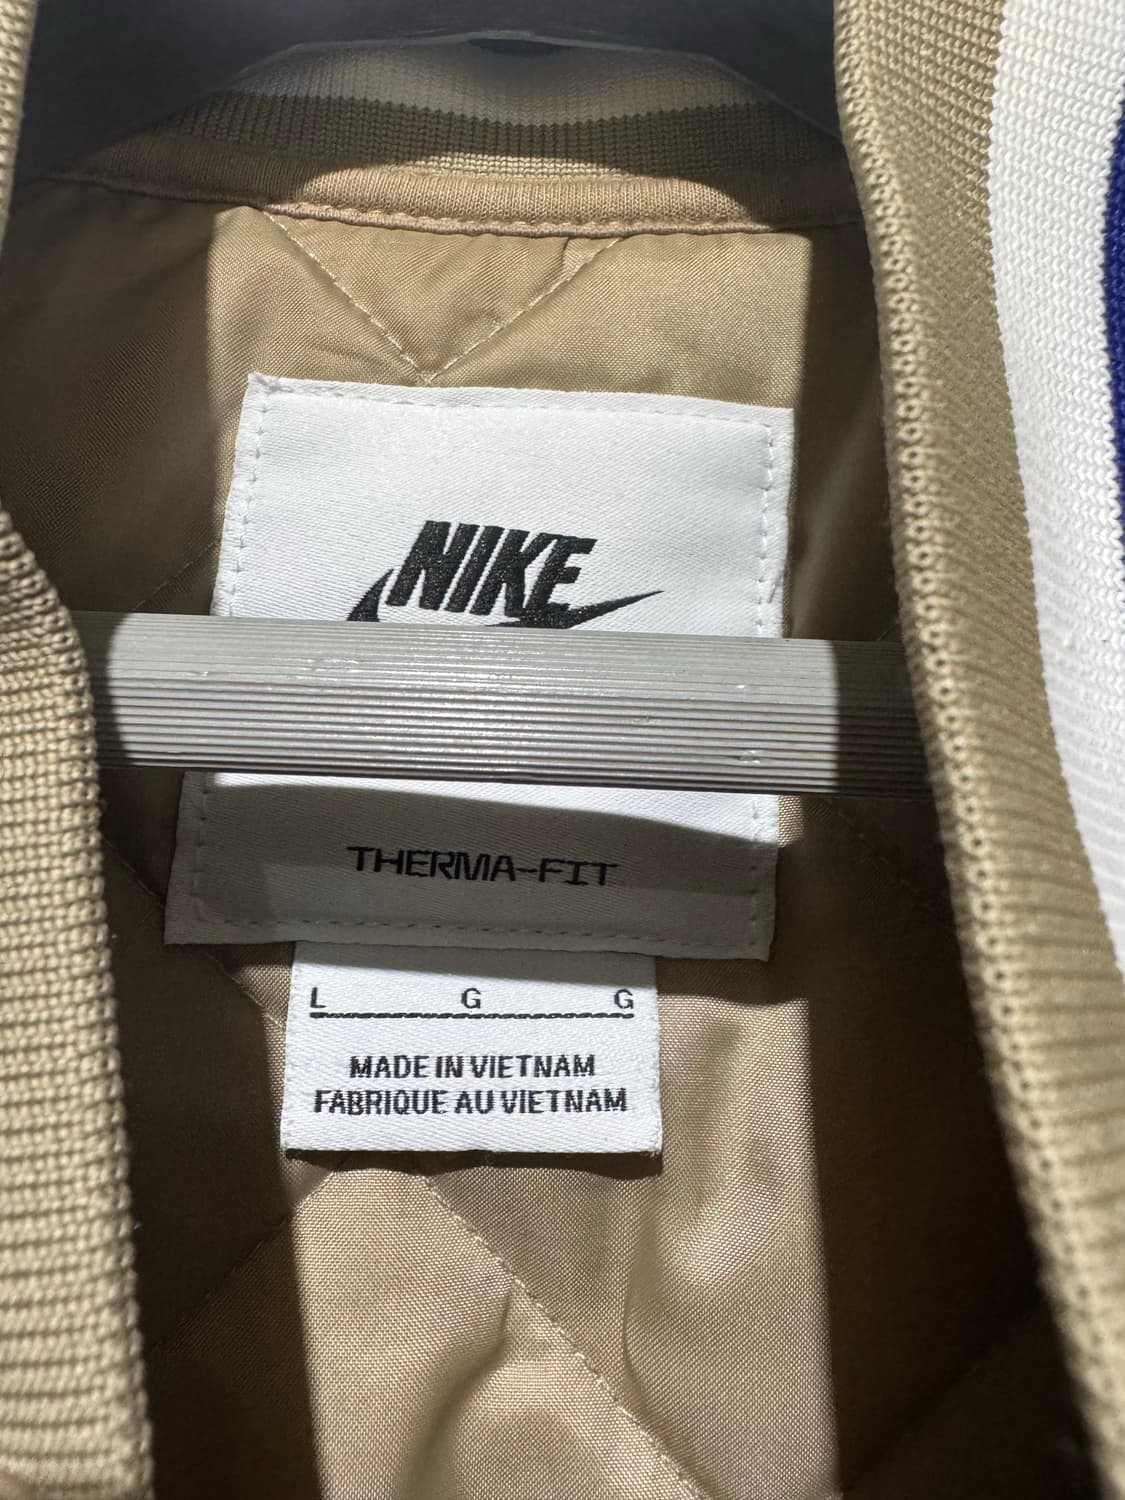 NIKE
THERMA-FIT
L G G
MADE IN VIETNAM
FABRIQUE AU VIETNAM